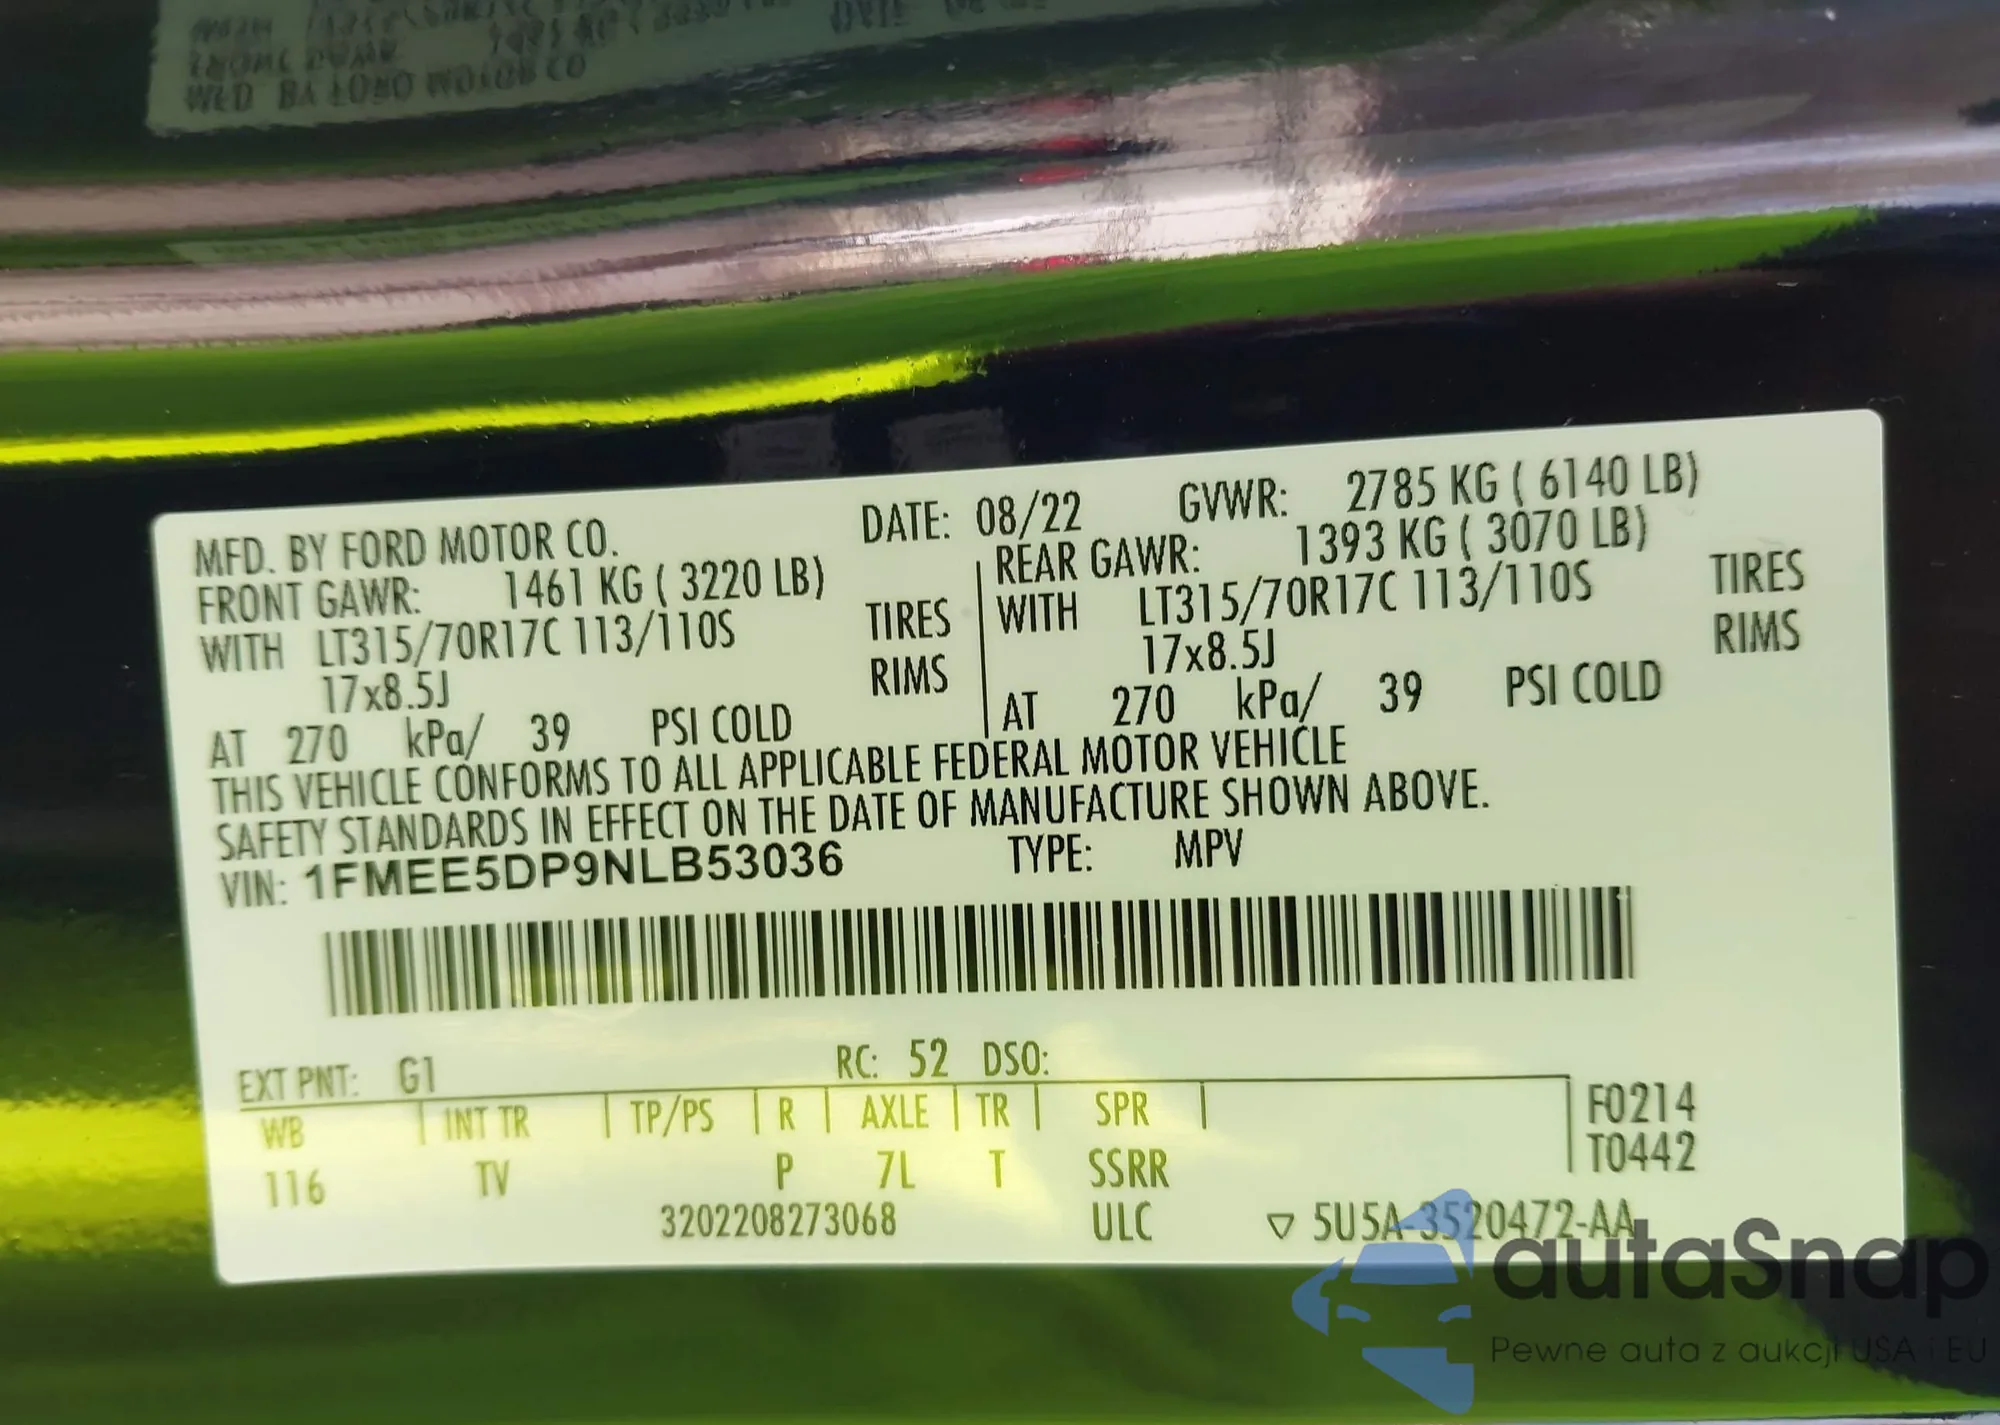 MFD. BY FORD MOTOR CO. DATE: 08/22 GVWR: 2785 KG ( 6140 LB)
FRONT GAWR: 1461 KG ( 3220 LB) REAR GAWR: 1393 KG ( 3070 LB)
WITH LT315/70R17C 113/110S TIRES WITH LT315/70R17C 113/110S TIRES
17x8.5J RIMS 17x8.5J RIMS
AT 270 kPa/ 39 PSI COLD AT 270 kPa/ 39 PSI COLD
THIS VEHICLE CONFORMS TO ALL APPLICABLE FEDERAL MOTOR VEHICLE
SAFETY STANDARDS IN EFFECT ON THE DATE OF MANUFACTURE SHOWN ABOVE.
VIN: 1FMEE5DP9NLB53036 TYPE: MPV
EXT PNT: G1 RC: 52 DSO:
WB INT TR TP/PS R AXLE TR SPR F0214
116 TV P 7L T SSRR T0442
3202208273068 ULC ▽ 5U5A-3520472-AA
autaSnap
Pewne auta z aukcji USA i EU